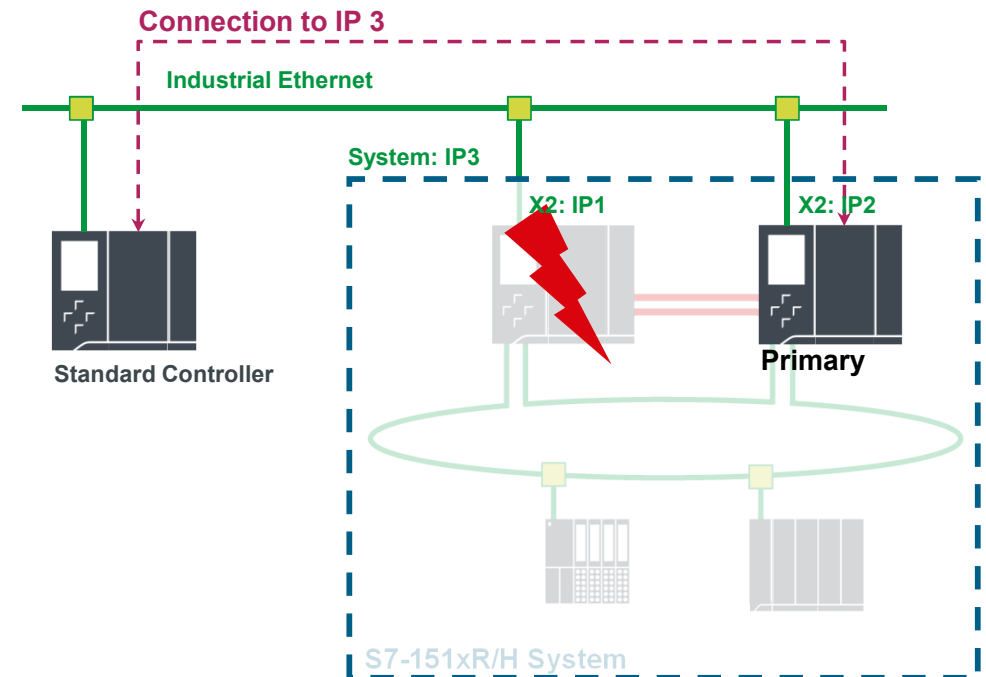 Connection to IP 3
Industrial Ethernet
System: IP3
X2: IP1
X2: IP2
Primary
Standard Controller
S7-151xR/H System